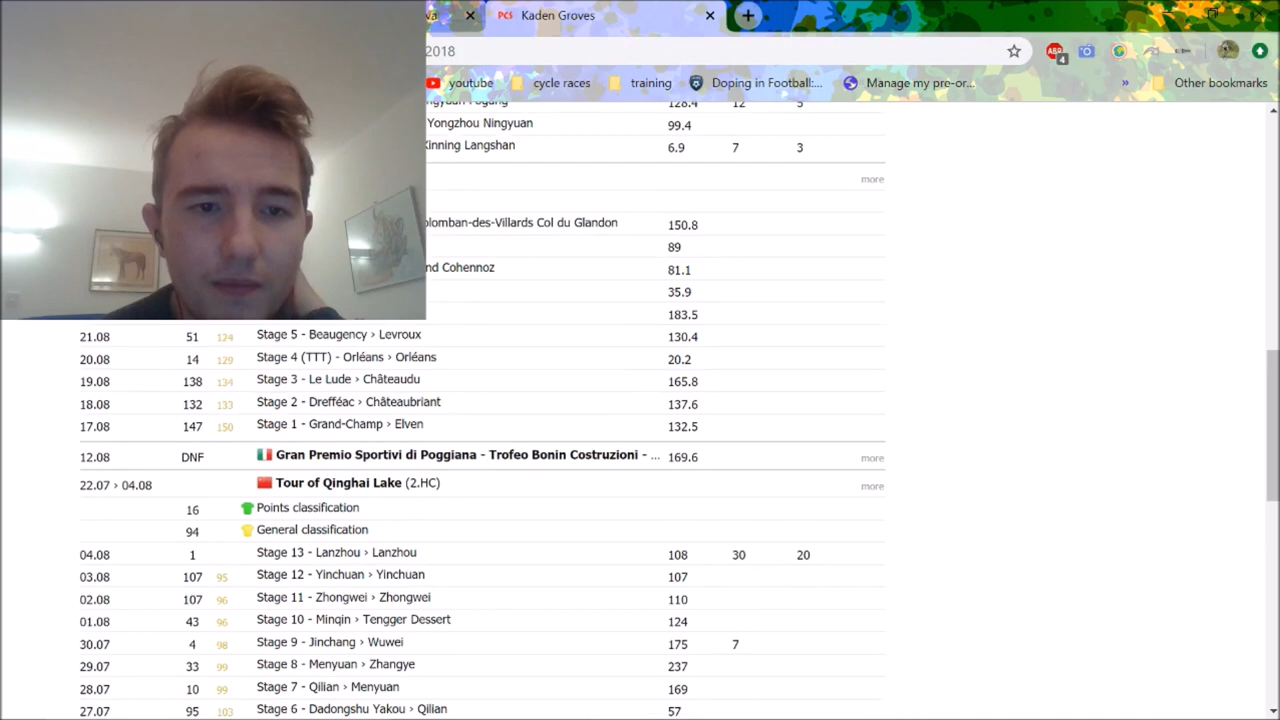 va
PCS Kaden Groves
2018
4
youtube cycle races training Doping in Football:... Manage my pre-or... » Other bookmarks
128.4 12 5
Yongzhou Ningyuan 99.4
Xinning Langshan 6.9 7 3
more
olomban-des-Villards Col du Glandon 150.8
89
nd Cohennoz 81.1
35.9
183.5
21.08 51 124 Stage 5 - Beaugency › Levroux 130.4
20.08 14 129 Stage 4 (TTT) - Orléans › Orléans 20.2
19.08 138 134 Stage 3 - Le Lude › Châteaudu 165.8
18.08 132 133 Stage 2 - Drefféac › Châteaubriant 137.6
17.08 147 150 Stage 1 - Grand-Champ › Elven 132.5
12.08 DNF Gran Premio Sportivi di Poggiana - Trofeo Bonin Costruzioni - ... 169.6 more
22.07 › 04.08 Tour of Qinghai Lake (2.HC) more
16 Points classification
94 General classification
04.08 1 Stage 13 - Lanzhou › Lanzhou 108 30 20
03.08 107 95 Stage 12 - Yinchuan › Yinchuan 107
02.08 107 96 Stage 11 - Zhongwei › Zhongwei 110
01.08 43 96 Stage 10 - Minqin › Tengger Dessert 124
30.07 4 98 Stage 9 - Jinchang › Wuwei 175 7
29.07 33 99 Stage 8 - Menyuan › Zhangye 237
28.07 10 99 Stage 7 - Qilian › Menyuan 169
27.07 95 103 Stage 6 - Dadongshu Yakou › Qilian 57